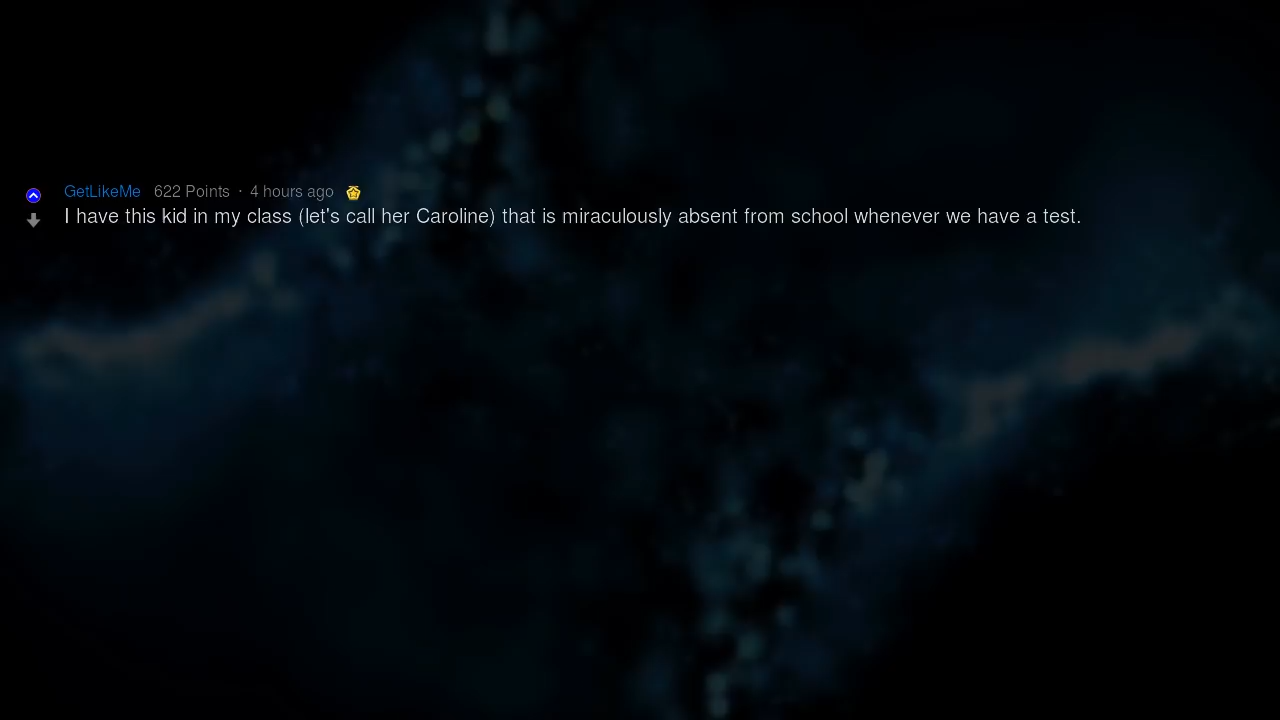 GetLikeMe 622 Points · 4 hours ago
I have this kid in my class (let's call her Caroline) that is miraculously absent from school whenever we have a test.